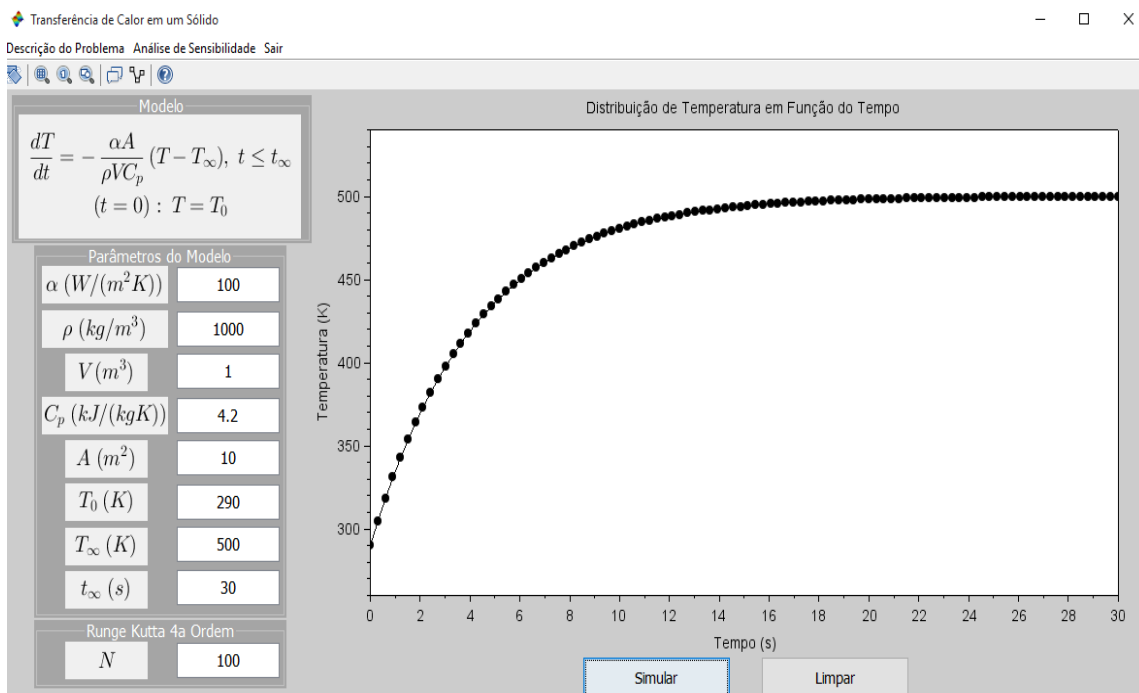 Transferência de Calor em um Sólido
Descrição do Problema Análise de Sensibilidade Sair
Modelo
dT/dt = − αA/(ρVC_p) (T − T_∞), t ≤ t_∞
(t = 0) : T = T_0
Parâmetros do Modelo
α (W/(m²K)) 100
ρ (kg/m³) 1000
V(m³) 1
C_p (kJ/(kgK)) 4.2
A (m²) 10
T_0 (K) 290
T_∞ (K) 500
t_∞ (s) 30
Runge Kutta 4a Ordem
N 100
Distribuição de Temperatura em Função do Tempo
Temperatura (K)
500
450
400
350
300
0 2 4 6 8 10 12 14 16 18 20 22 24 26 28 30
Tempo (s)
Simular Limpar